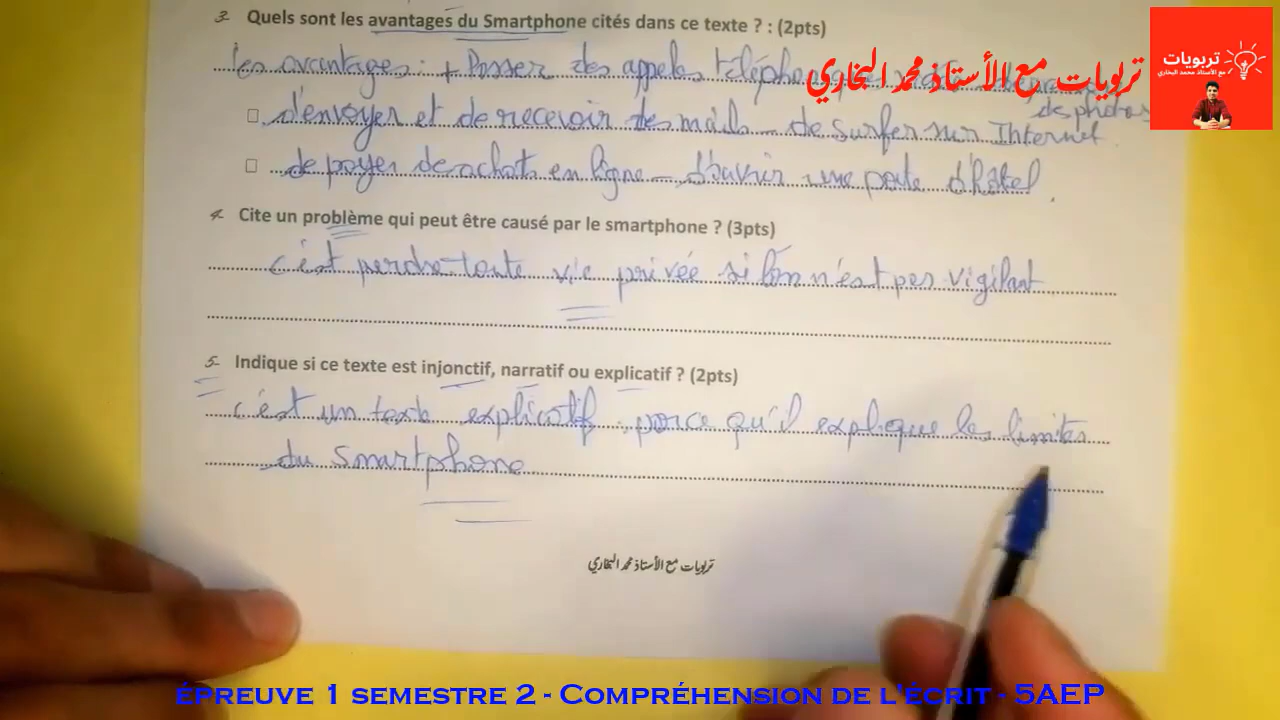 3. Quels sont les avantages du Smartphone cités dans ce texte ? : (2pts)
les avantages : + Passer des appels
des photos
d'envoyer et de recevoir des mails - de surfer sur Internet.
de payer de achats en ligne - d'ouvrir une porte d'hôtel.
4. Cite un problème qui peut être causé par le smartphone ? (3pts)
c'est perdre toute vie privée si l'on n'est pas vigilant
5. Indique si ce texte est injonctif, narratif ou explicatif ? (2pts)
c'est un texte explicatif parce qu'il explique les limites
du Smartphone
تربويات مع الأستاذ محمد البخاري
تربويات مع الأستاذ محمد البخاري
تربويات
مع الأستاذ محمد البخاري
épreuve 1 semestre 2 - Compréhension de l'écrit - 5AEP